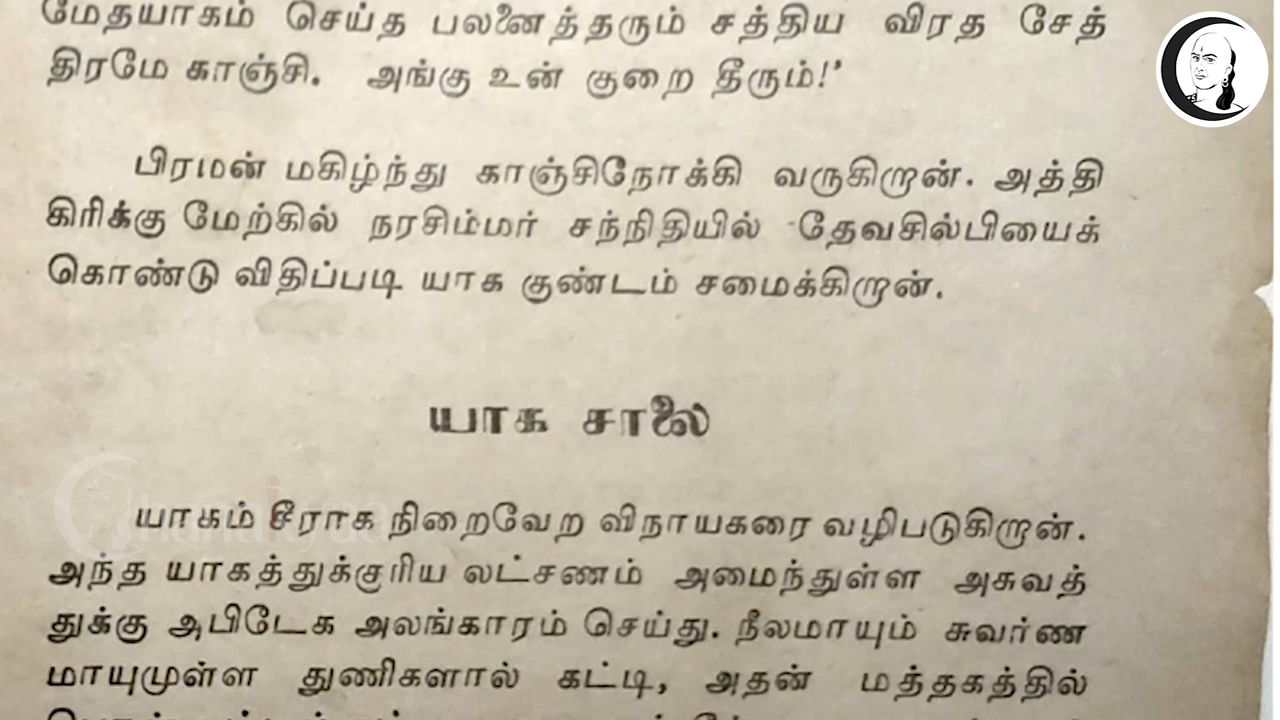 மேதயாகம் செய்த பலனைத்தரும் சத்திய விரத சேத்
திரமே காஞ்சி. அங்கு உன் குறை தீரும்!'
பிரமன் மகிழ்ந்து காஞ்சிநோக்கி வருகிறான். அத்தி
கிரிக்கு மேற்கில் நரசிம்மர் சந்நிதியில் தேவசில்பியைக்
கொண்டு விதிப்படி யாக குண்டம் சமைக்கிறான்.
யாக சாலை
யாகம் சீராக நிறைவேற விநாயகரை வழிபடுகிறான்.
அந்த யாகத்துக்குரிய லட்சணம் அமைந்துள்ள அசுவத்
துக்கு அபிடேக அலங்காரம் செய்து. நீலமாயும் சுவர்ண
மாயுமுள்ள துணிகளால் கட்டி, அதன் மத்தகத்தில்